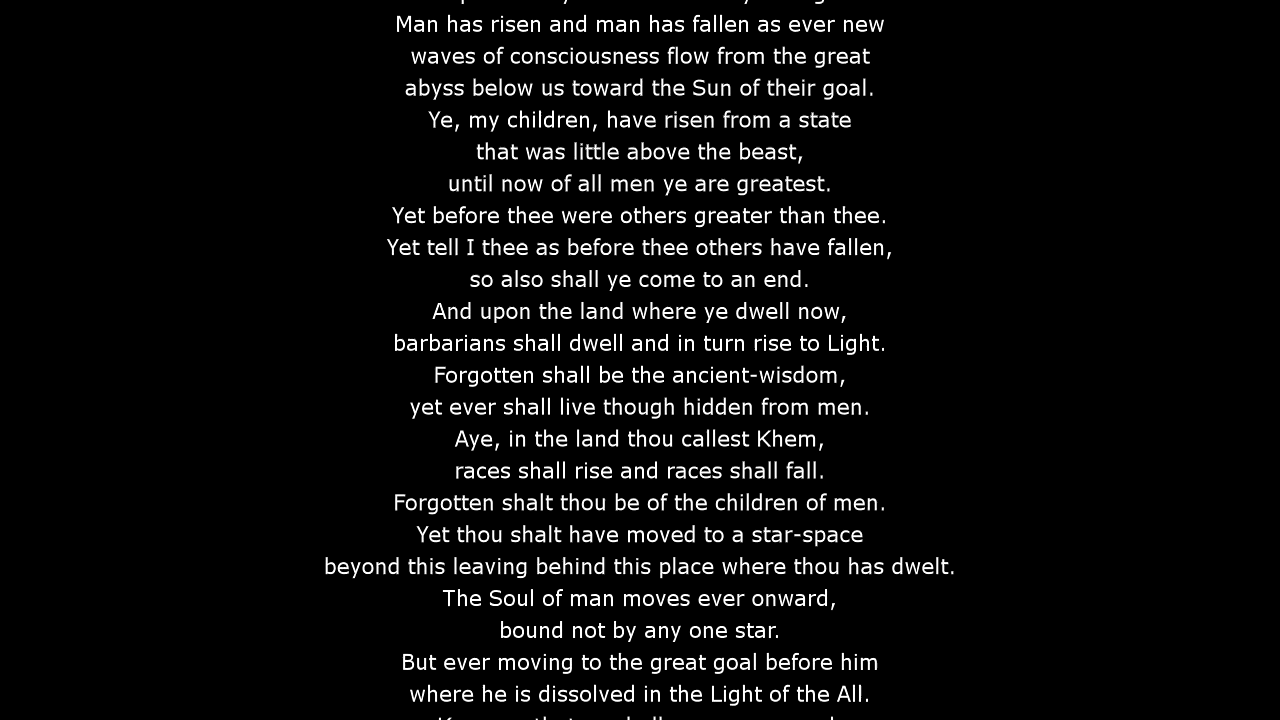 Man has risen and man has fallen as ever new
waves of consciousness flow from the great
abyss below us toward the Sun of their goal.
Ye, my children, have risen from a state
that was little above the beast,
until now of all men ye are greatest.
Yet before thee were others greater than thee.
Yet tell I thee as before thee others have fallen,
so also shall ye come to an end.
And upon the land where ye dwell now,
barbarians shall dwell and in turn rise to Light.
Forgotten shall be the ancient-wisdom,
yet ever shall live though hidden from men.
Aye, in the land thou callest Khem,
races shall rise and races shall fall.
Forgotten shalt thou be of the children of men.
Yet thou shalt have moved to a star-space
beyond this leaving behind this place where thou has dwelt.
The Soul of man moves ever onward,
bound not by any one star.
But ever moving to the great goal before him
where he is dissolved in the Light of the All.